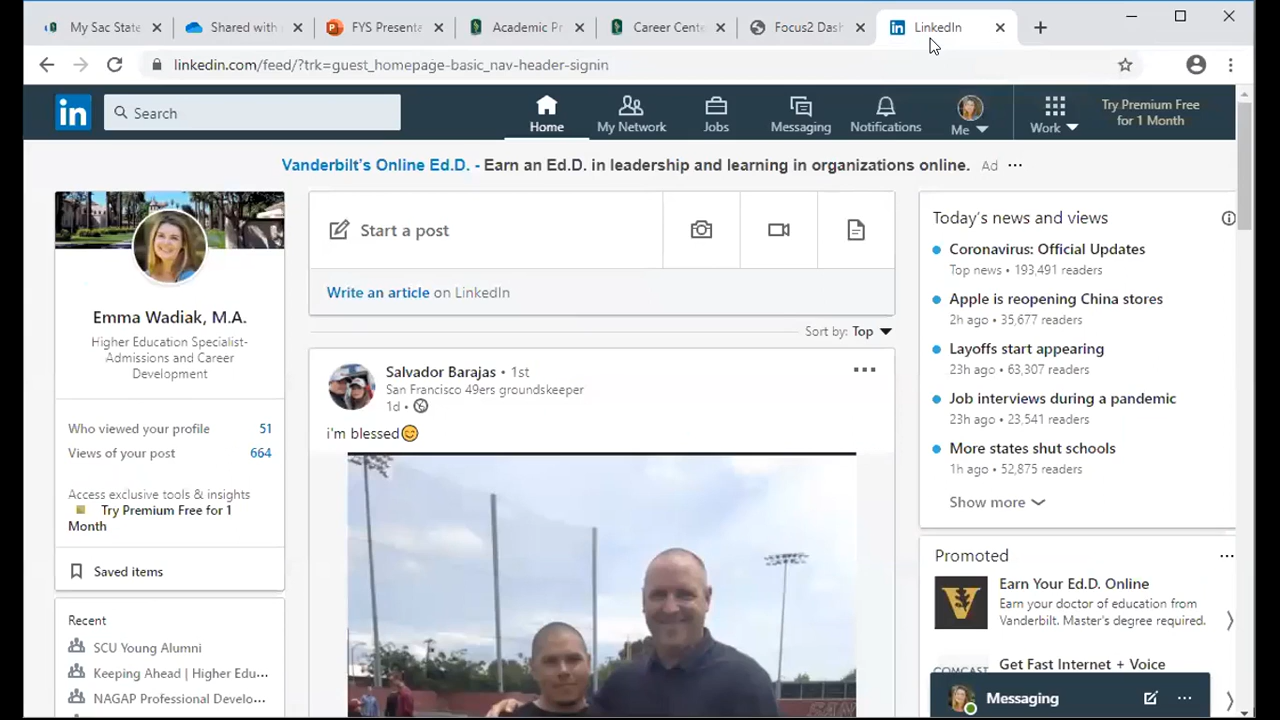 My Sac State
Shared with
FYS Presenta
Academic Pr
Career Cente
Focus2 Dash
LinkedIn
linkedin.com/feed/?trk=guest_homepage-basic_nav-header-signin
in
Search
Home
My Network
Jobs
Messaging
Notifications
Me
Work
Try Premium Free
for 1 Month
Vanderbilt's Online Ed.D. - Earn an Ed.D. in leadership and learning in organizations online. Ad
Emma Wadiak, M.A.
Higher Education Specialist-
Admissions and Career
Development
Who viewed your profile 51
Views of your post 664
Access exclusive tools & insights
Try Premium Free for 1
Month
Saved items
Recent
SCU Young Alumni
Keeping Ahead | Higher Edu...
NAGAP Professional Develo...
Start a post
Write an article on LinkedIn
Sort by: Top
Salvador Barajas • 1st
San Francisco 49ers groundskeeper
1d •
i'm blessed😊
Today's news and views
Coronavirus: Official Updates
Top news • 193,491 readers
Apple is reopening China stores
2h ago • 35,677 readers
Layoffs start appearing
23h ago • 63,307 readers
Job interviews during a pandemic
23h ago • 23,541 readers
More states shut schools
1h ago • 52,875 readers
Show more
Promoted
Earn Your Ed.D. Online
Earn your doctor of education from
Vanderbilt. Master's degree required.
COMCAST
Get Fast Internet + Voice
Messaging